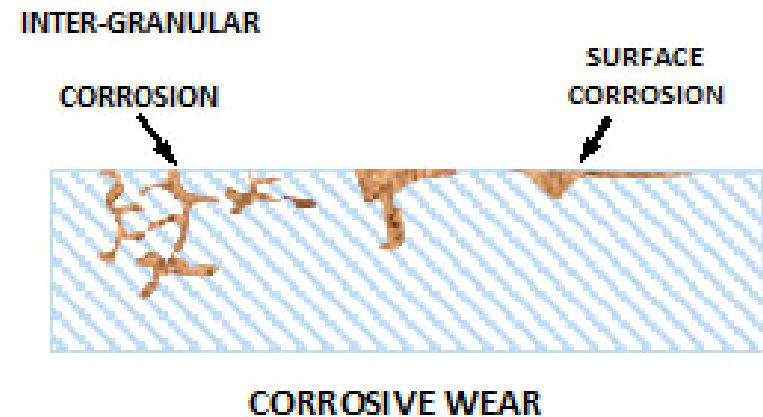 INTER-GRANULAR
CORROSION
SURFACE
CORROSION
CORROSIVE WEAR